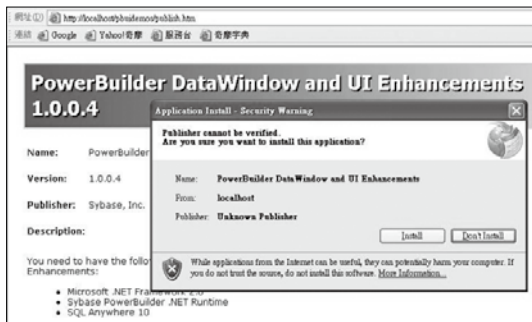 網址(D) http://localhost/pbuidemos/publish.htm
連結 Google Yahoo!奇摩 服務台 奇摩字典
PowerBuilder DataWindow and UI Enhancements
1.0.0.4
Application Install - Security Warning
Publisher cannot be verified.
Are you sure you want to install this application?
Name: PowerBuilder
Version: 1.0.0.4
Publisher: Sybase, Inc.
Description:
Name: PowerBuilder DataWindow and UI Enhancements
From: localhost
Publisher: Unknown Publisher
Install Don't Install
While applications from the Internet can be useful, they can potentially harm your computer. If
you do not trust the source, do not install this software. More Information...
You need to have the follo
Enhancements:
Microsoft .NET Framework 2.0
Sybase PowerBuilder .NET Runtime
SQL Anywhere 10